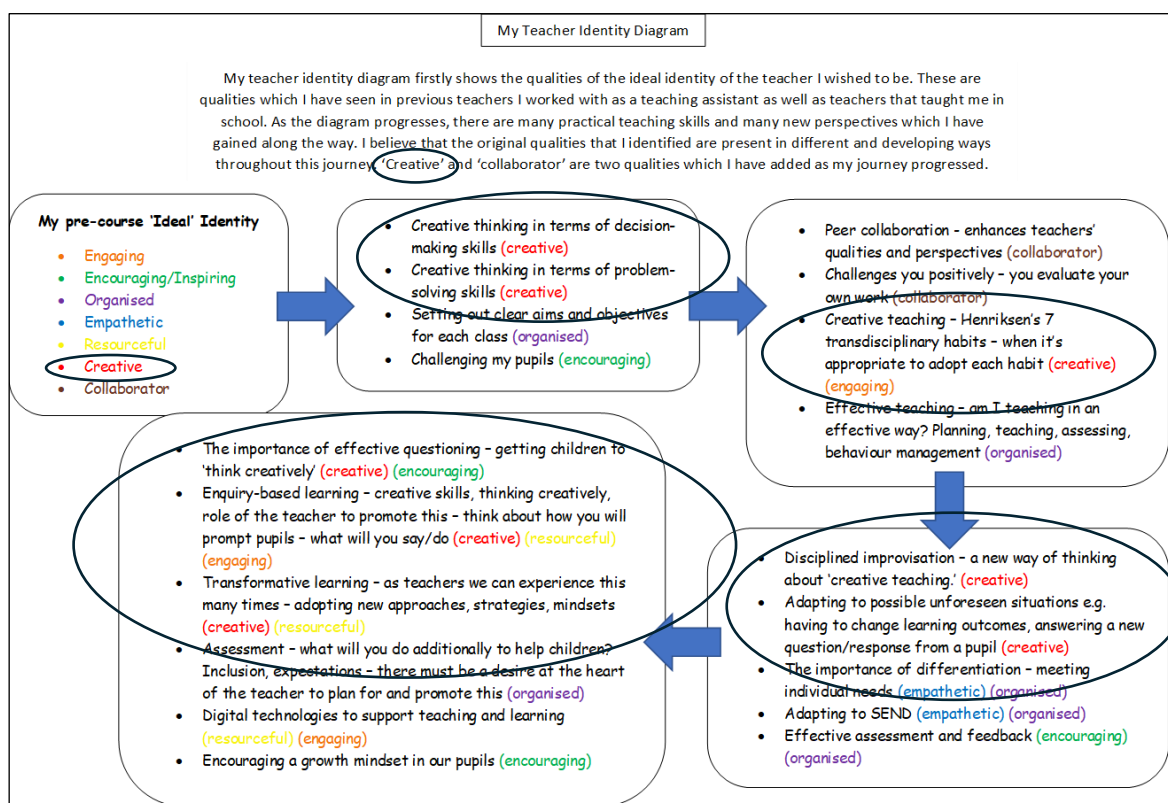 My Teacher Identity Diagram
My teacher identity diagram firstly shows the qualities of the ideal identity of the teacher I wished to be. These are
qualities which I have seen in previous teachers I worked with as a teaching assistant as well as teachers that taught me in
school. As the diagram progresses, there are many practical teaching skills and many new perspectives which I have
gained along the way. I believe that the original qualities that I identified are present in different and developing ways
throughout this journey. ‘Creative’ and ‘collaborator’ are two qualities which I have added as my journey progressed.
My pre-course ‘Ideal’ Identity
• Engaging
• Encouraging/Inspiring
• Organised
• Empathetic
• Resourceful
• Creative
• Collaborator
• Creative thinking in terms of decision-
making skills (creative)
• Creative thinking in terms of problem-
solving skills (creative)
• Setting out clear aims and objectives
for each class (organised)
• Challenging my pupils (encouraging)
• Peer collaboration - enhances teachers’
qualities and perspectives (collaborator)
• Challenges you positively – you evaluate your
own work (collaborator)
• Creative teaching – Henriksen’s 7
transdisciplinary habits – when it’s
appropriate to adopt each habit (creative)
(engaging)
• Effective teaching – am I teaching in an
effective way? Planning, teaching, assessing,
behaviour management (organised)
• Disciplined improvisation – a new way of thinking
about ‘creative teaching.’ (creative)
• Adapting to possible unforeseen situations e.g.
having to change learning outcomes, answering a new
question/response from a pupil (creative)
• The importance of differentiation – meeting
individual needs (empathetic) (organised)
• Adapting to SEND (empathetic) (organised)
• Effective assessment and feedback (encouraging)
(organised)
• The importance of effective questioning – getting children to
‘think creatively’ (creative) (encouraging)
• Enquiry-based learning – creative skills, thinking creatively,
role of the teacher to promote this – think about how you will
prompt pupils – what will you say/do (creative) (resourceful)
(engaging)
• Transformative learning – as teachers we can experience this
many times – adopting new approaches, strategies, mindsets
(creative) (resourceful)
• Assessment – what will you do additionally to help children?
Inclusion, expectations – there must be a desire at the heart
of the teacher to plan for and promote this (organised)
• Digital technologies to support teaching and learning
(resourceful) (engaging)
• Encouraging a growth mindset in our pupils (encouraging)